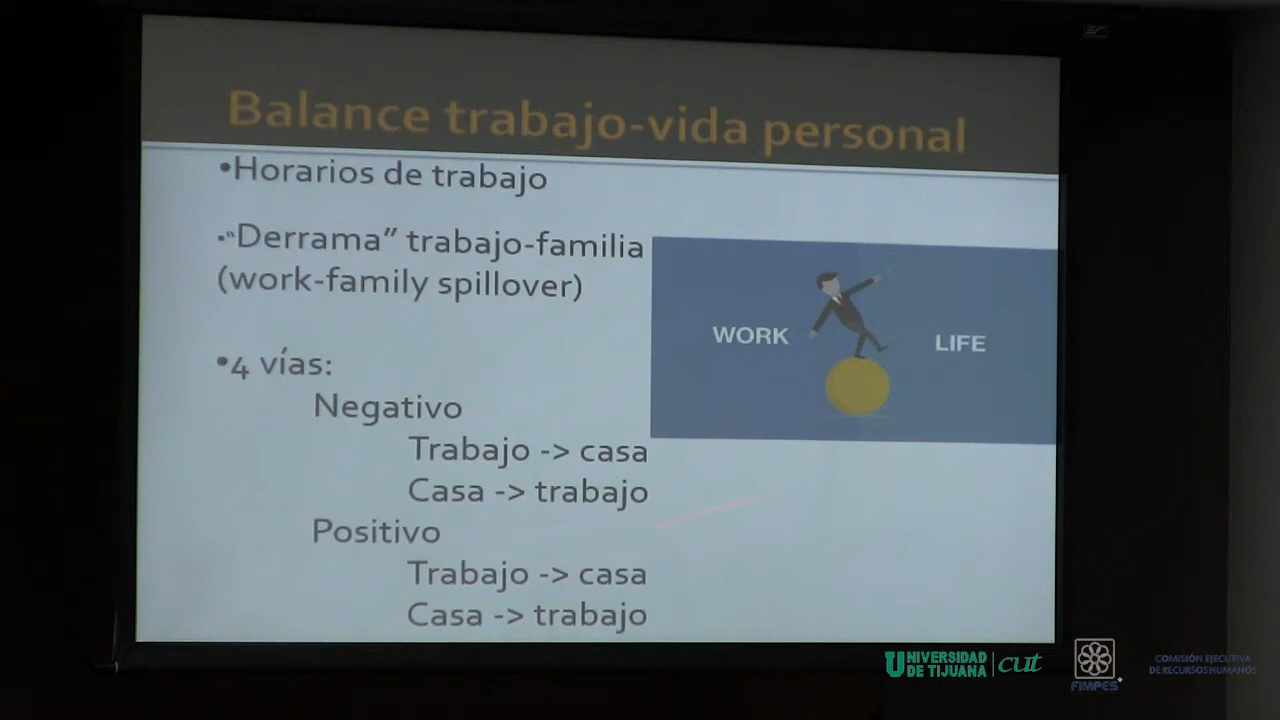 Balance trabajo-vida personal
•Horarios de trabajo
•"Derrama" trabajo-familia
(work-family spillover)
WORK
LIFE
•4 vías:
Negativo
Trabajo -> casa
Casa -> trabajo
Positivo
Trabajo -> casa
Casa -> trabajo
UNIVERSIDAD
DE TIJUANA
cut
FIMPES
COMISIÓN EJECUTIVA
DE RECURSOS HUMANOS